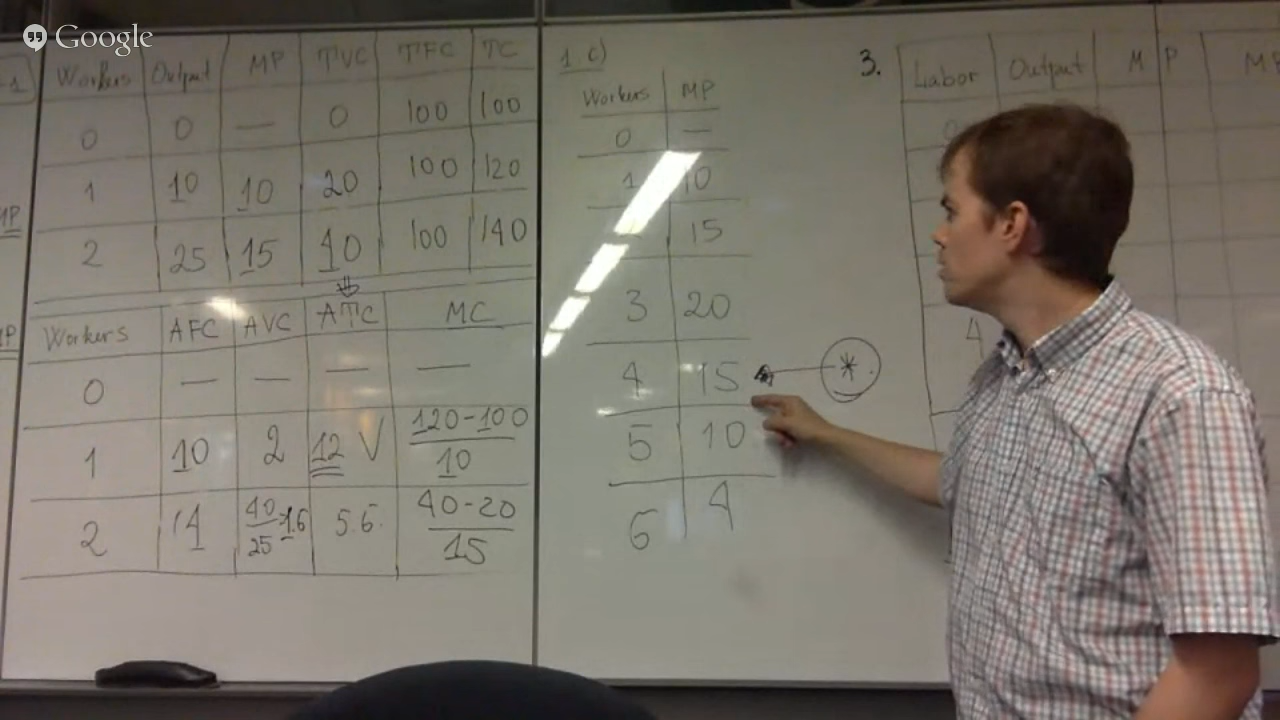 Google
Workers Output MP TVC TFC TC
0 0 — 0 100 100
1 10 10 20 100 120
2 25 15 40 100 140
Workers AFC AVC ATC MC
0 — — — —
1 10 2 12 V 120-100
10
2 4 40 1.6 5.6 40-20
25 15
1. c)
Workers MP
0 —
1 10
15
3 20
4 15 *
5 10
6 4
3.
Labor Output MP
0
4